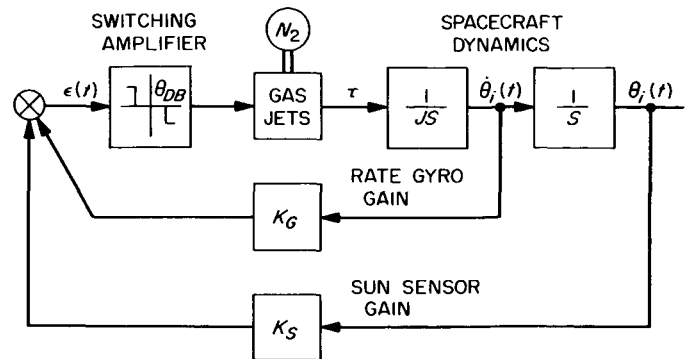 SWITCHING
AMPLIFIER
N2
SPACECRAFT
DYNAMICS
ϵ(t)
θDB
GAS
JETS
τ
1
JS
θ̇i(t)
1
S
θi(t)
RATE GYRO
GAIN
KG
SUN SENSOR
GAIN
KS